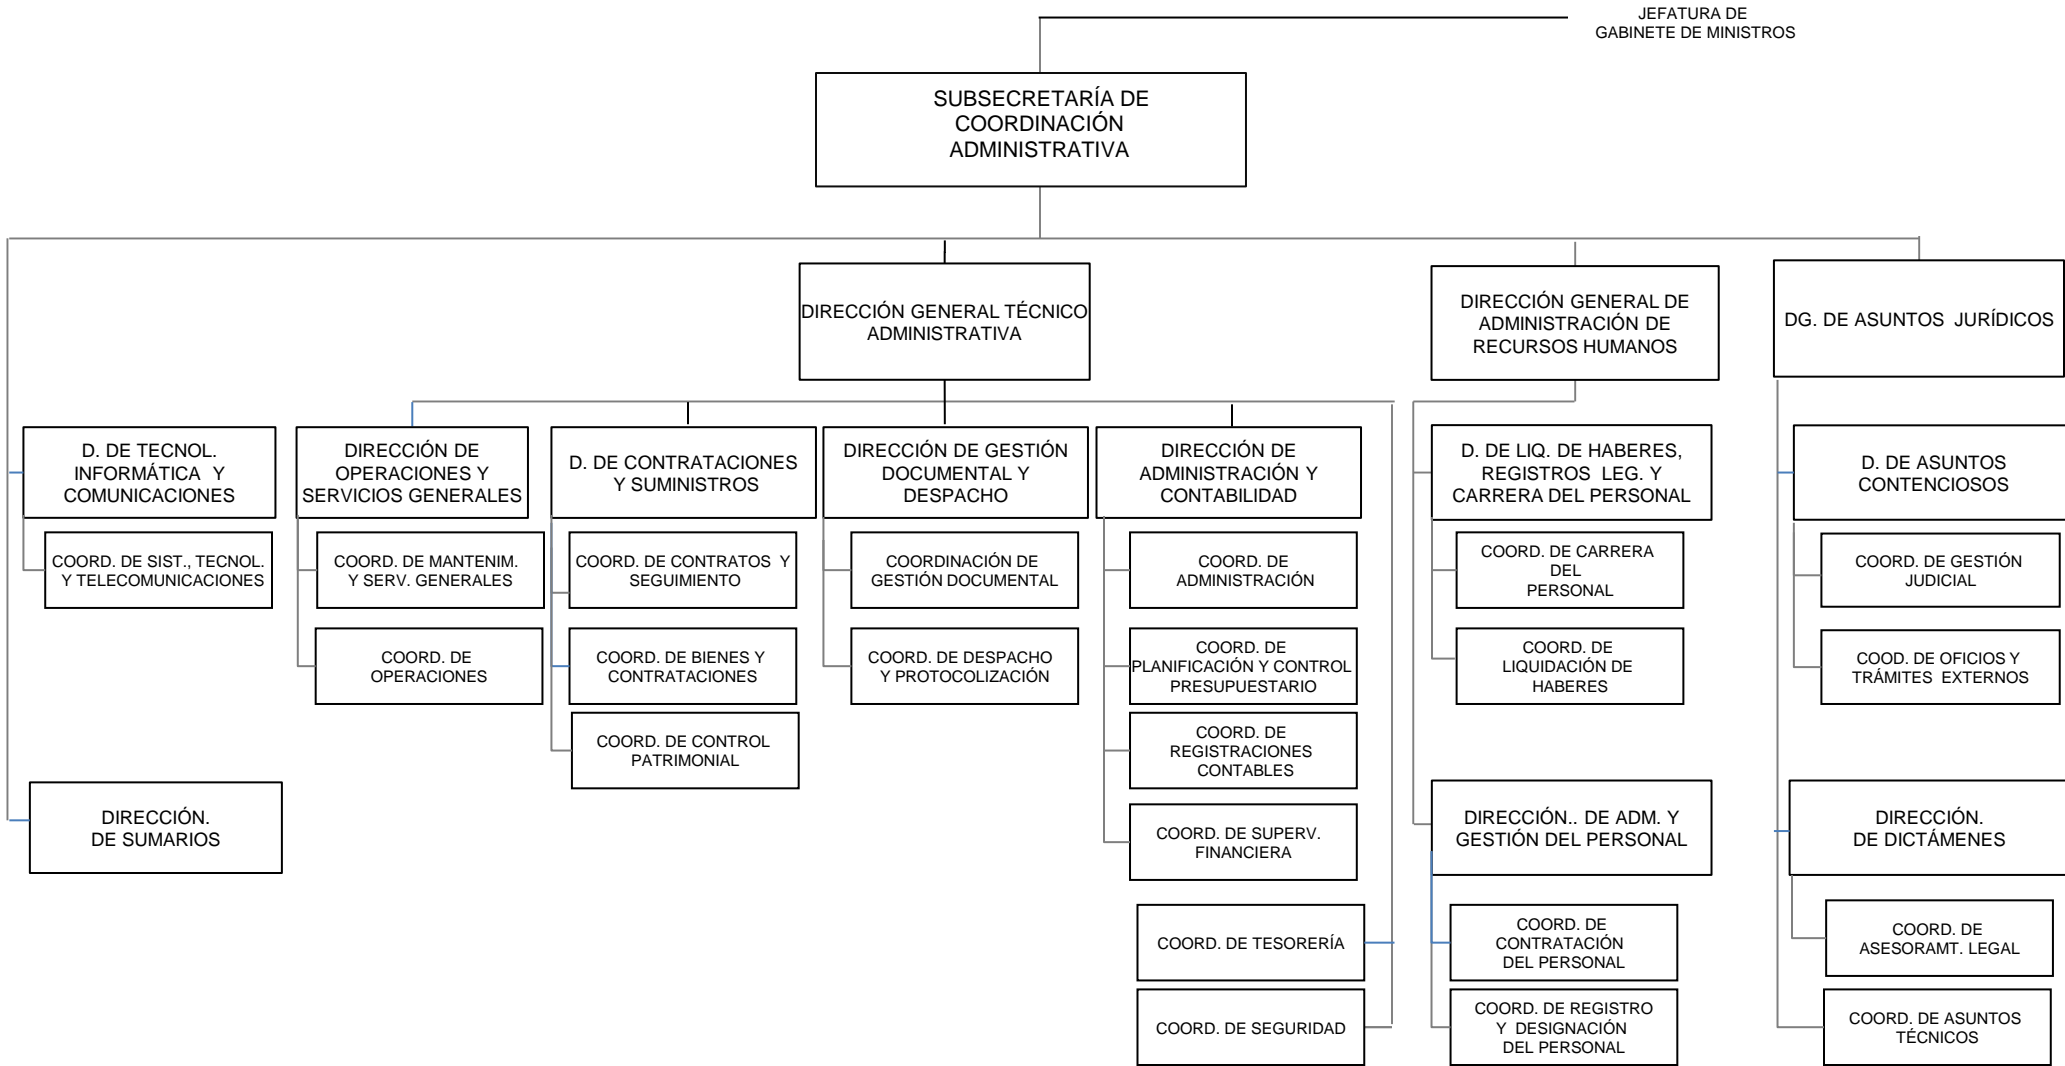 JEFATURA DE
GABINETE DE MINISTROS
SUBSECRETARÍA DE
COORDINACIÓN
ADMINISTRATIVA
DIRECCIÓN GENERAL TÉCNICO
ADMINISTRATIVA
DIRECCIÓN GENERAL DE
ADMINISTRACIÓN DE
RECURSOS HUMANOS
DG. DE ASUNTOS JURÍDICOS
D. DE TECNOL.
INFORMÁTICA Y
COMUNICACIONES
DIRECCIÓN DE
OPERACIONES Y
SERVICIOS GENERALES
D. DE CONTRATACIONES
Y SUMINISTROS
DIRECCIÓN DE GESTIÓN
DOCUMENTAL Y
DESPACHO
DIRECCIÓN DE
ADMINISTRACIÓN Y
CONTABILIDAD
D. DE LIQ. DE HABERES,
REGISTROS LEG. Y
CARRERA DEL PERSONAL
D. DE ASUNTOS
CONTENCIOSOS
COORD. DE SIST., TECNOL.
Y TELECOMUNICACIONES
COORD. DE MANTENIM.
Y SERV. GENERALES
COORD. DE CONTRATOS Y
SEGUIMIENTO
COORDINACIÓN DE
GESTIÓN DOCUMENTAL
COORD. DE
ADMINISTRACIÓN
COORD. DE CARRERA
DEL
PERSONAL
COORD. DE GESTIÓN
JUDICIAL
COORD. DE
OPERACIONES
COORD. DE BIENES Y
CONTRATACIONES
COORD. DE DESPACHO
Y PROTOCOLIZACIÓN
COORD. DE
PLANIFICACIÓN Y CONTROL
PRESUPUESTARIO
COORD. DE
LIQUIDACIÓN DE
HABERES
COOD. DE OFICIOS Y
TRÁMITES EXTERNOS
COORD. DE CONTROL
PATRIMONIAL
COORD. DE
REGISTRACIONES
CONTABLES
DIRECCIÓN.
DE SUMARIOS
COORD. DE SUPERV.
FINANCIERA
DIRECCIÓN.. DE ADM. Y
GESTIÓN DEL PERSONAL
DIRECCIÓN.
DE DICTÁMENES
COORD. DE TESORERÍA
COORD. DE
CONTRATACIÓN
DEL PERSONAL
COORD. DE
ASESORAMT. LEGAL
COORD. DE SEGURIDAD
COORD. DE REGISTRO
Y DESIGNACIÓN
DEL PERSONAL
COORD. DE ASUNTOS
TÉCNICOS